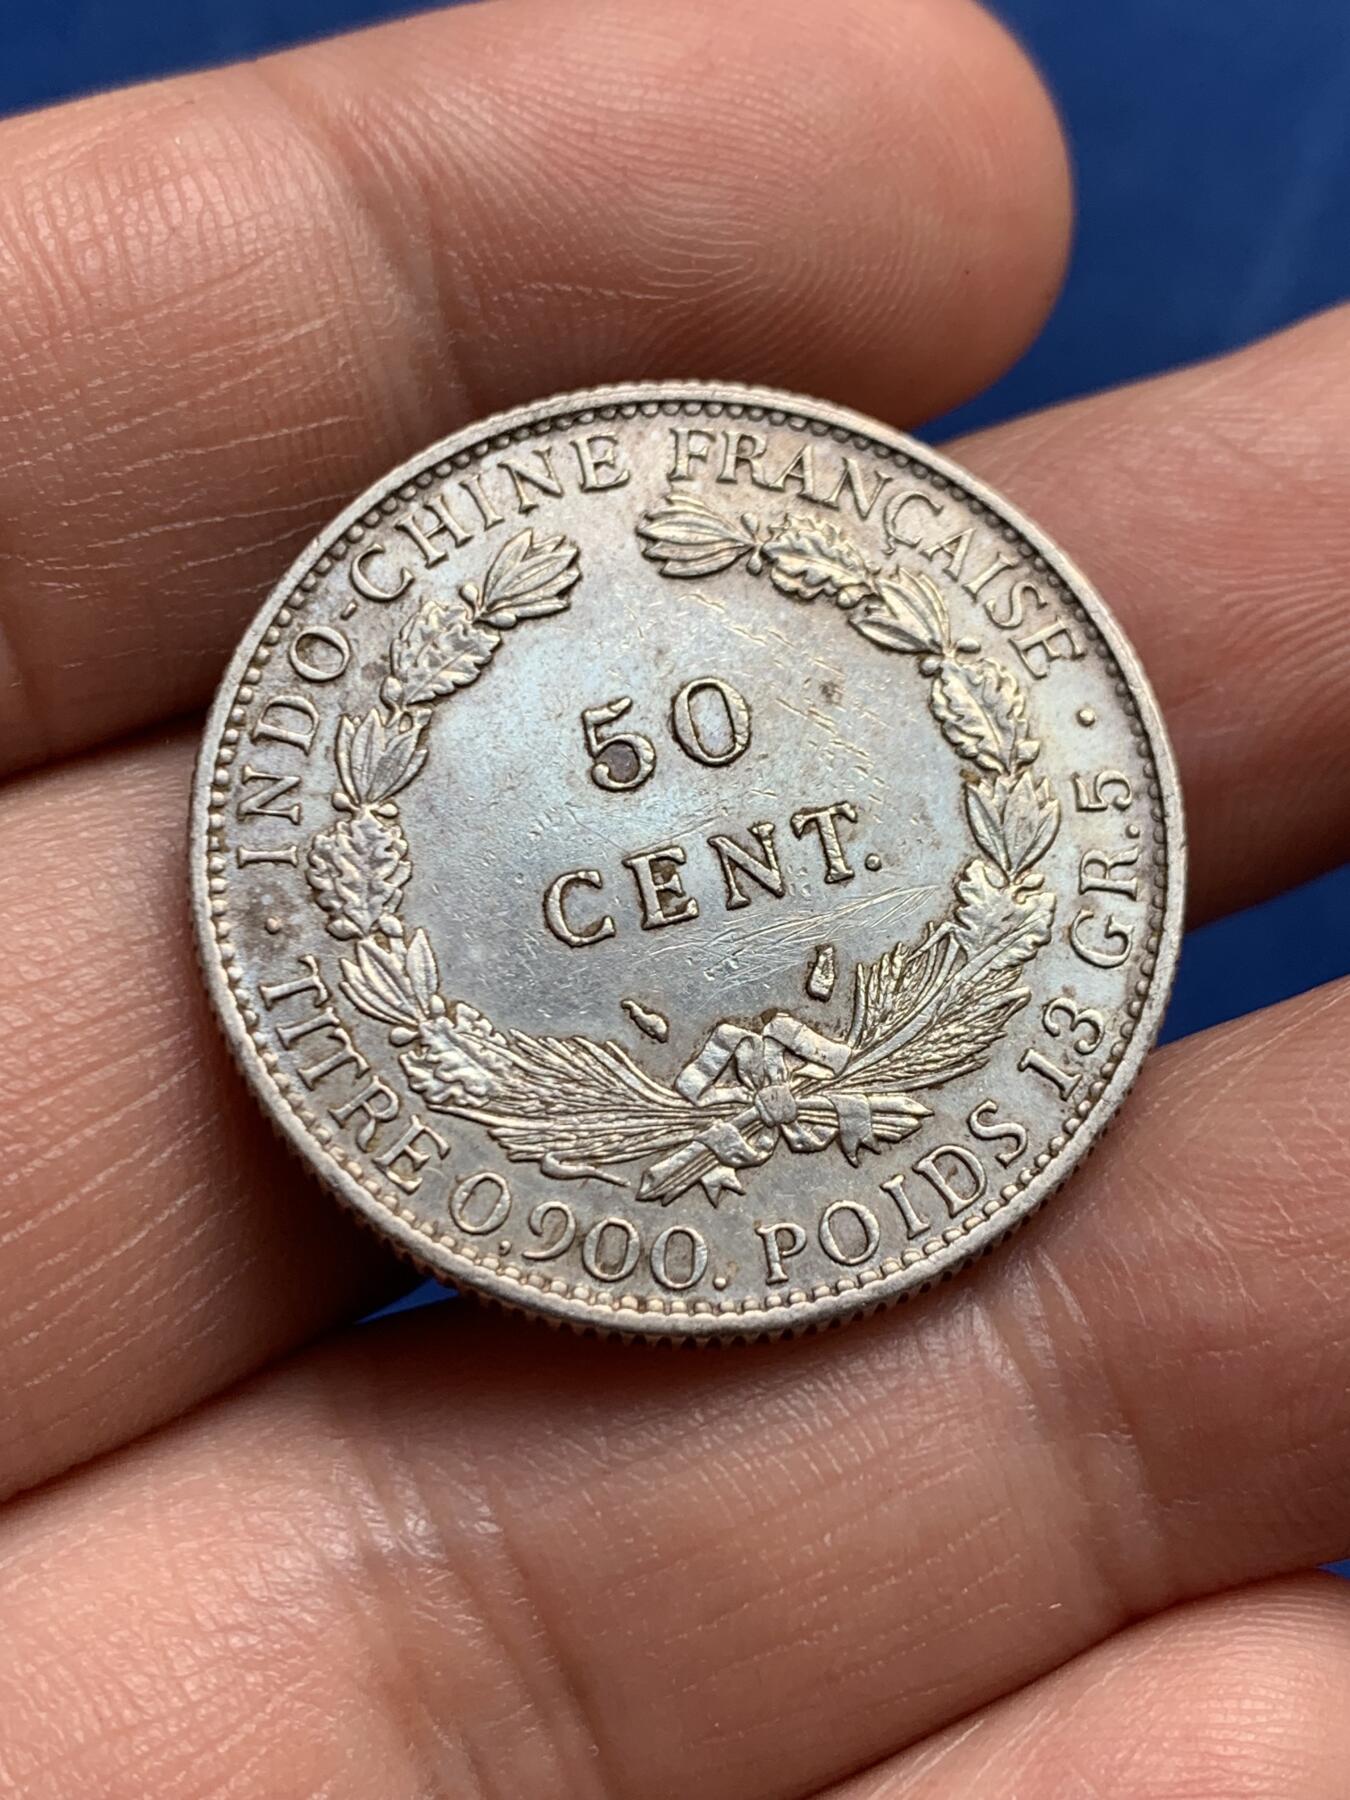 INDO-CHINE FRANÇAISE
50
CENT.
· TITRE 0,900. POIDS 13 GR.5 ·